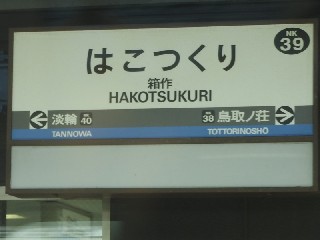 NK
39
はこつくり
箱作
HAKOTSUKURI
淡輪 NK 40
TANNOWA
NK 38 鳥取ノ荘
TOTTORINOSHO